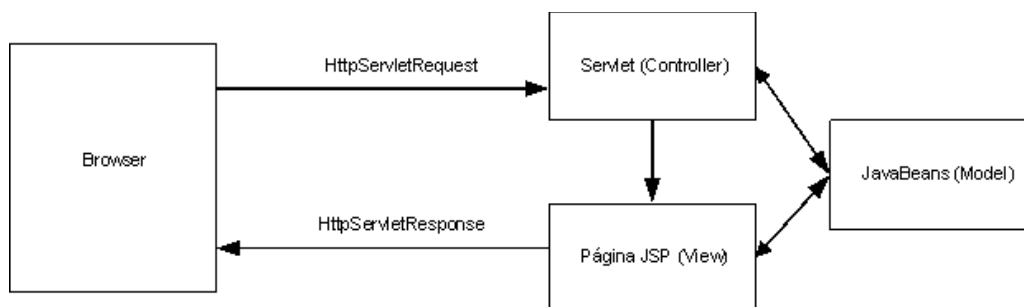 HttpServletRequest
Servlet (Controller)
Browser
JavaBeans (Model)
HttpServletResponse
Página JSP (View)